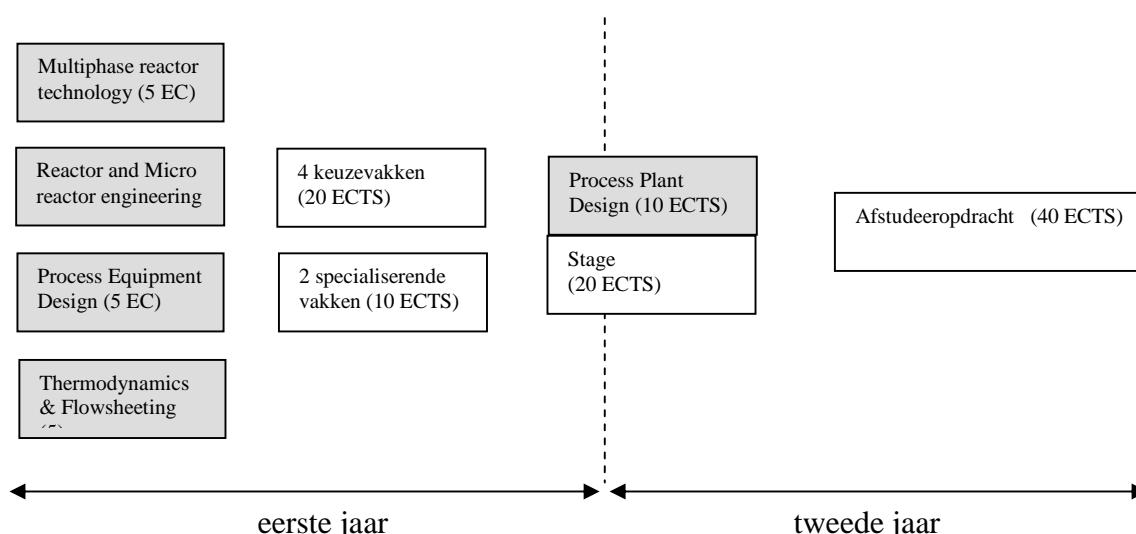 Multiphase reactor
technology (5 EC)
Reactor and Micro
reactor engineering
Process Equipment
Design (5 EC)
Thermodynamics
& Flowsheeting
4 keuzevakken
(20 ECTS)
2 specialiserende
vakken (10 ECTS)
Process Plant
Design (10 ECTS)
Stage
(20 ECTS)
Afstudeeropdracht (40 ECTS)
eerste jaar
tweede jaar